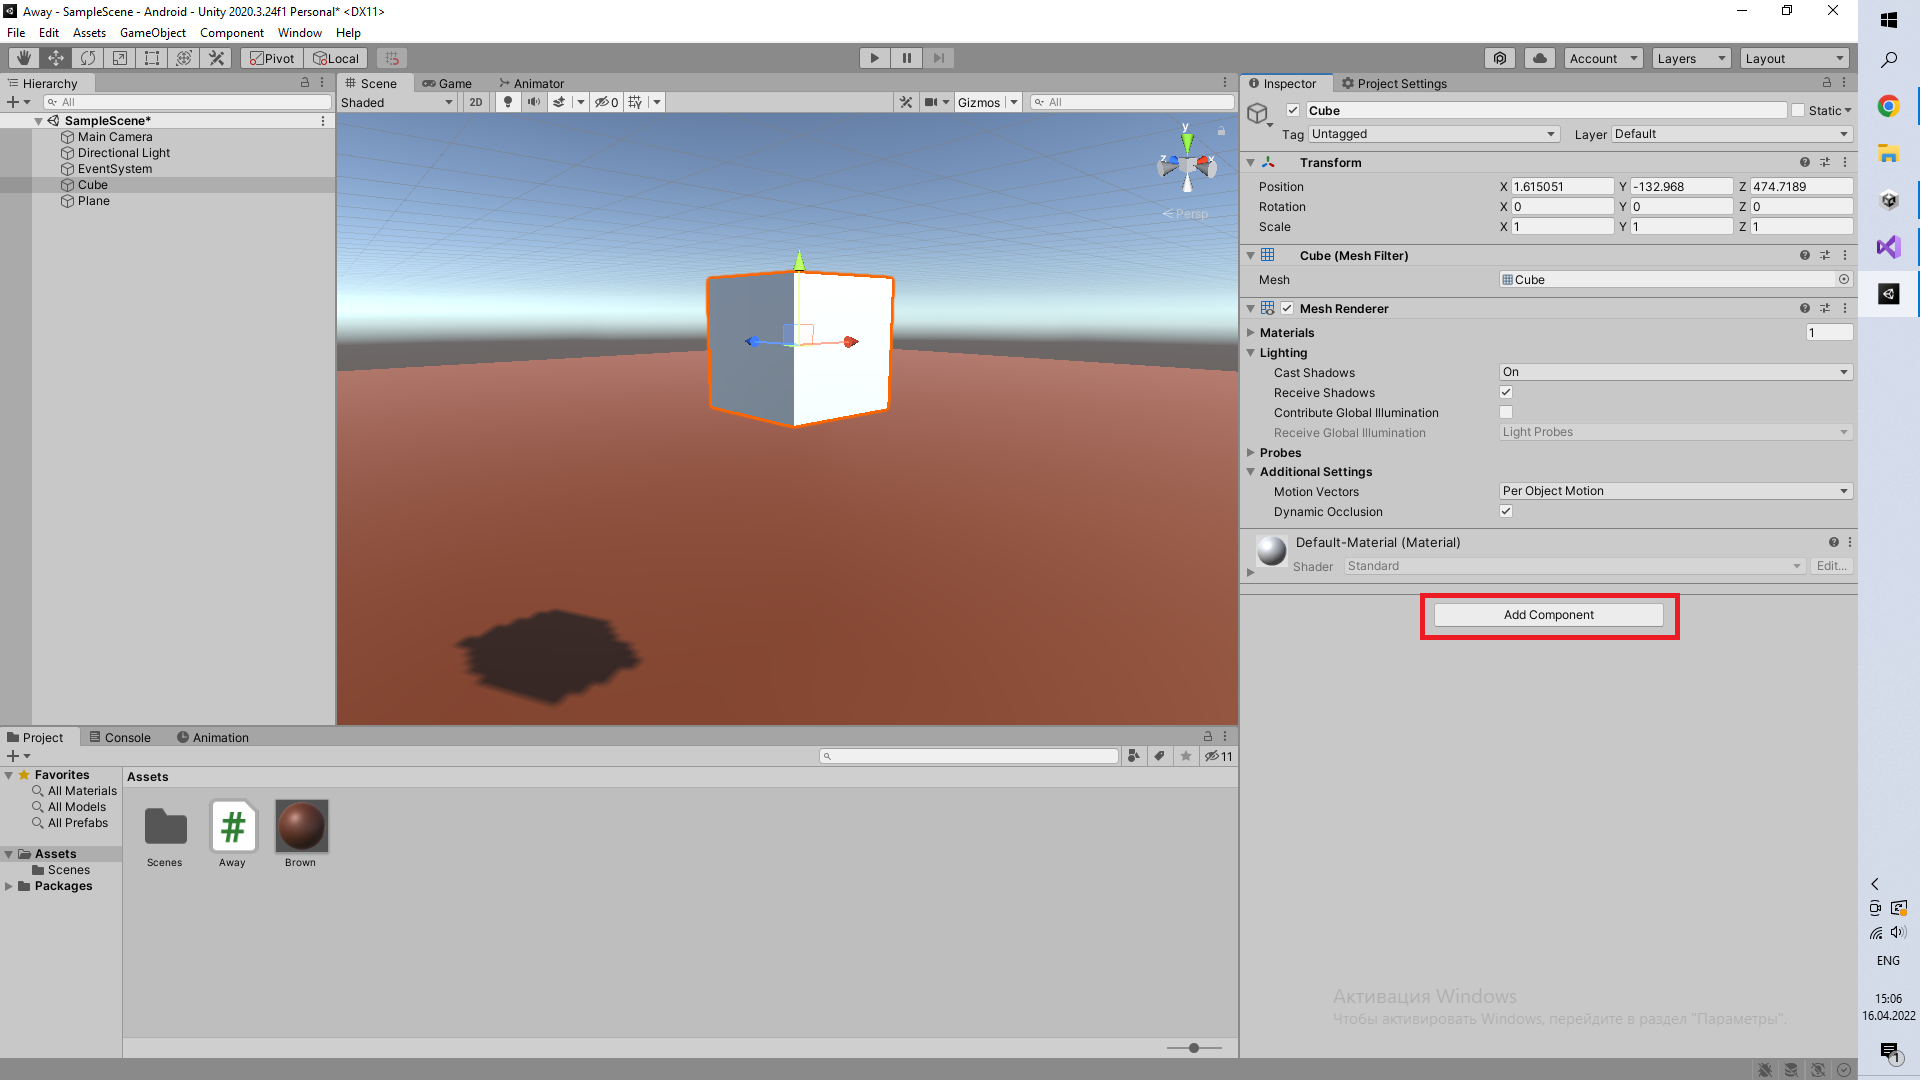 Away - SampleScene - Android - Unity 2020.3.24f1 Personal* <DX11>
File Edit Assets GameObject Component Window Help
Pivot Local Account Layers Layout
Hierarchy
All
SampleScene*
Main Camera
Directional Light
EventSystem
Cube
Plane
Scene Game Animator
Shaded 2D 0 Gizmos All
y
z x
Persp
Inspector Project Settings
Cube Static
Tag Untagged Layer Default
Transform
Position X 1.615051 Y -132.968 Z 474.7189
Rotation X 0 Y 0 Z 0
Scale X 1 Y 1 Z 1
Cube (Mesh Filter)
Mesh Cube
Mesh Renderer
Materials 1
Lighting
Cast Shadows On
Receive Shadows
Contribute Global Illumination
Receive Global Illumination Light Probes
Probes
Additional Settings
Motion Vectors Per Object Motion
Dynamic Occlusion
Default-Material (Material)
Shader Standard Edit...
Add Component
Project Console Animation
11
Favorites
All Materials
All Models
All Prefabs
Assets
Scenes
Packages
Assets
Scenes Away Brown
Активация Windows
Чтобы активировать Windows, перейдите в раздел "Параметры".
ENG
15:06
16.04.2022
1